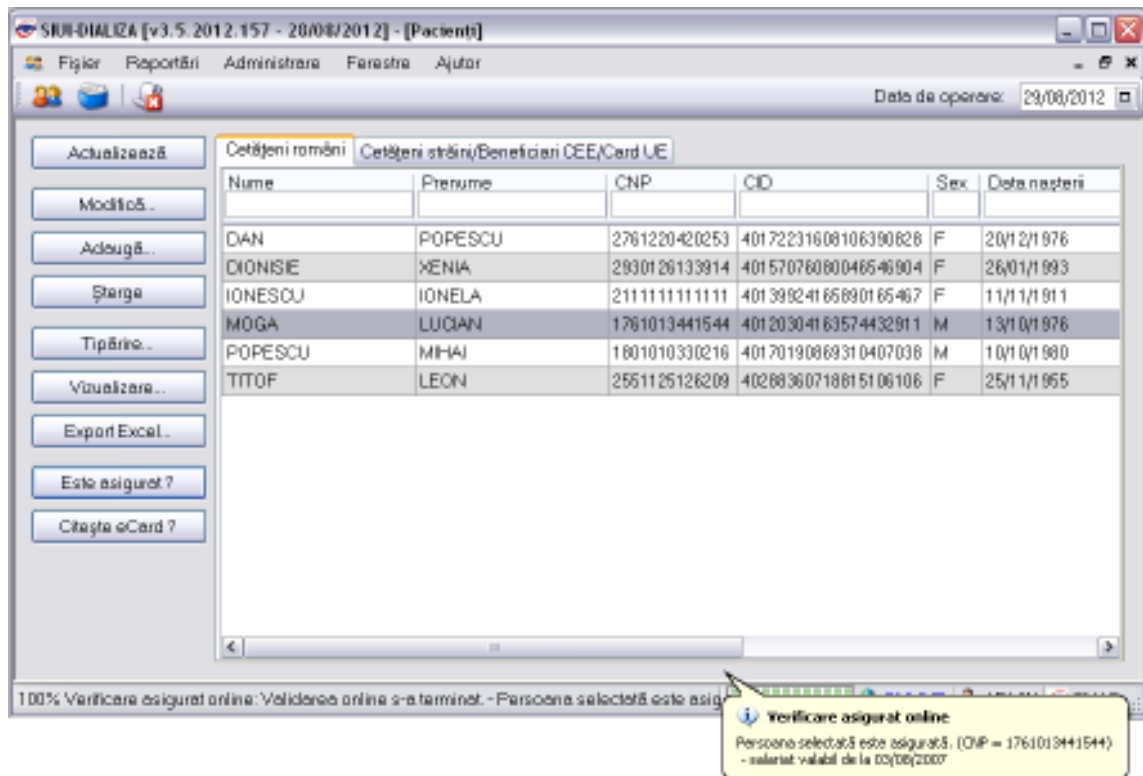 SIUI-DIALIZA [v3.5.2012.157 - 28/08/2012] - [Pacienți]
Fișier Raportări Administrare Ferestre Ajutor
Data de operare: 29/08/2012
Actualizează
Modifică...
Adaugă...
Șterge
Tipărire...
Vizualizare...
Export Excel...
Este asigurat ?
Citește eCard ?
Cetățeni români Cetățeni străini/Beneficiari CEE/Card UE
Nume Prenume CNP CID Sex Data nașterii
DAN POPESCU 2761220420253 40172231608106390828 F 20/12/1976
DIONISIE XENIA 2930126133914 40157076080046546904 F 26/01/1993
IONESCU IONELA 2111111111111 40139924165890165467 F 11/11/1911
MOGA LUCIAN 1761013441544 40120304163574432911 M 13/10/1976
POPESCU MIHAI 1801010330216 40170190869310407038 M 10/10/1980
TITOF LEON 2551125126209 40288360718815106106 F 25/11/1955
100% Verificare asigurat online: Validarea online s-a terminat. - Persoana selectată este asig
Verificare asigurat online
Persoana selectată este asigurată. (CNP = 1761013441544)
- salariat valabil de la 03/08/2007